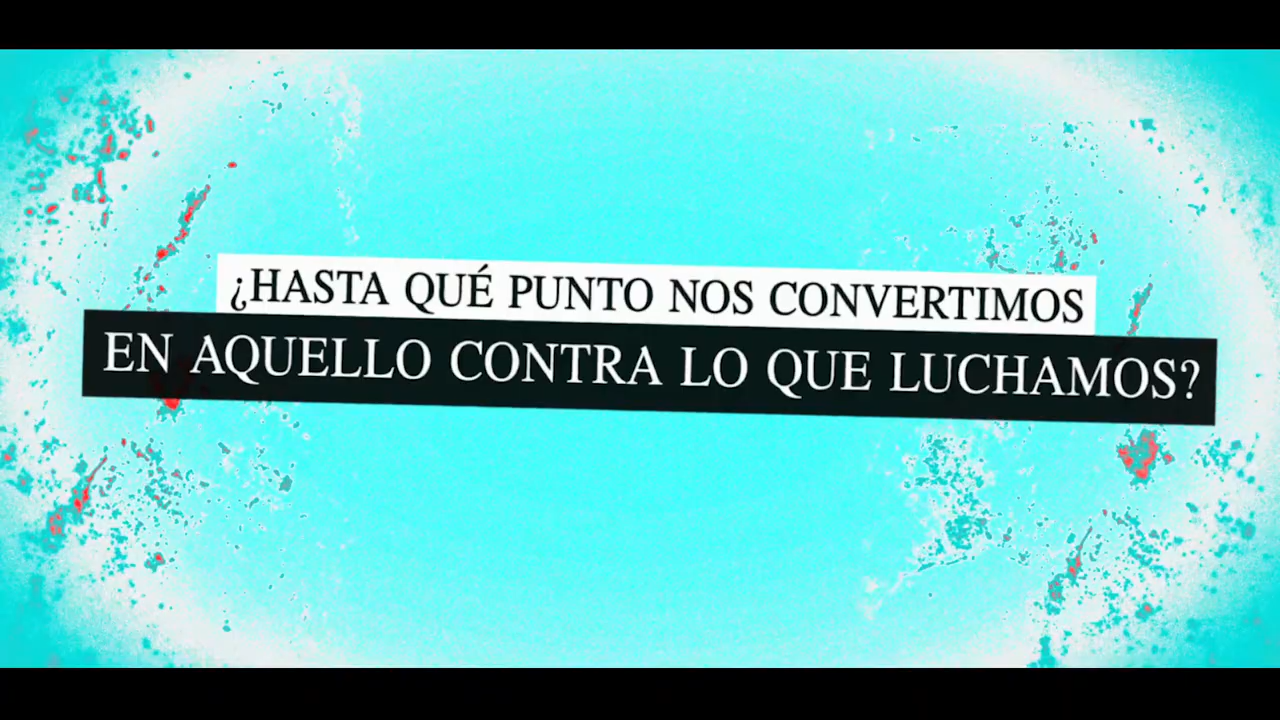 ¿HASTA QUÉ PUNTO NOS CONVERTIMOS
EN AQUELLO CONTRA LO QUE LUCHAMOS?